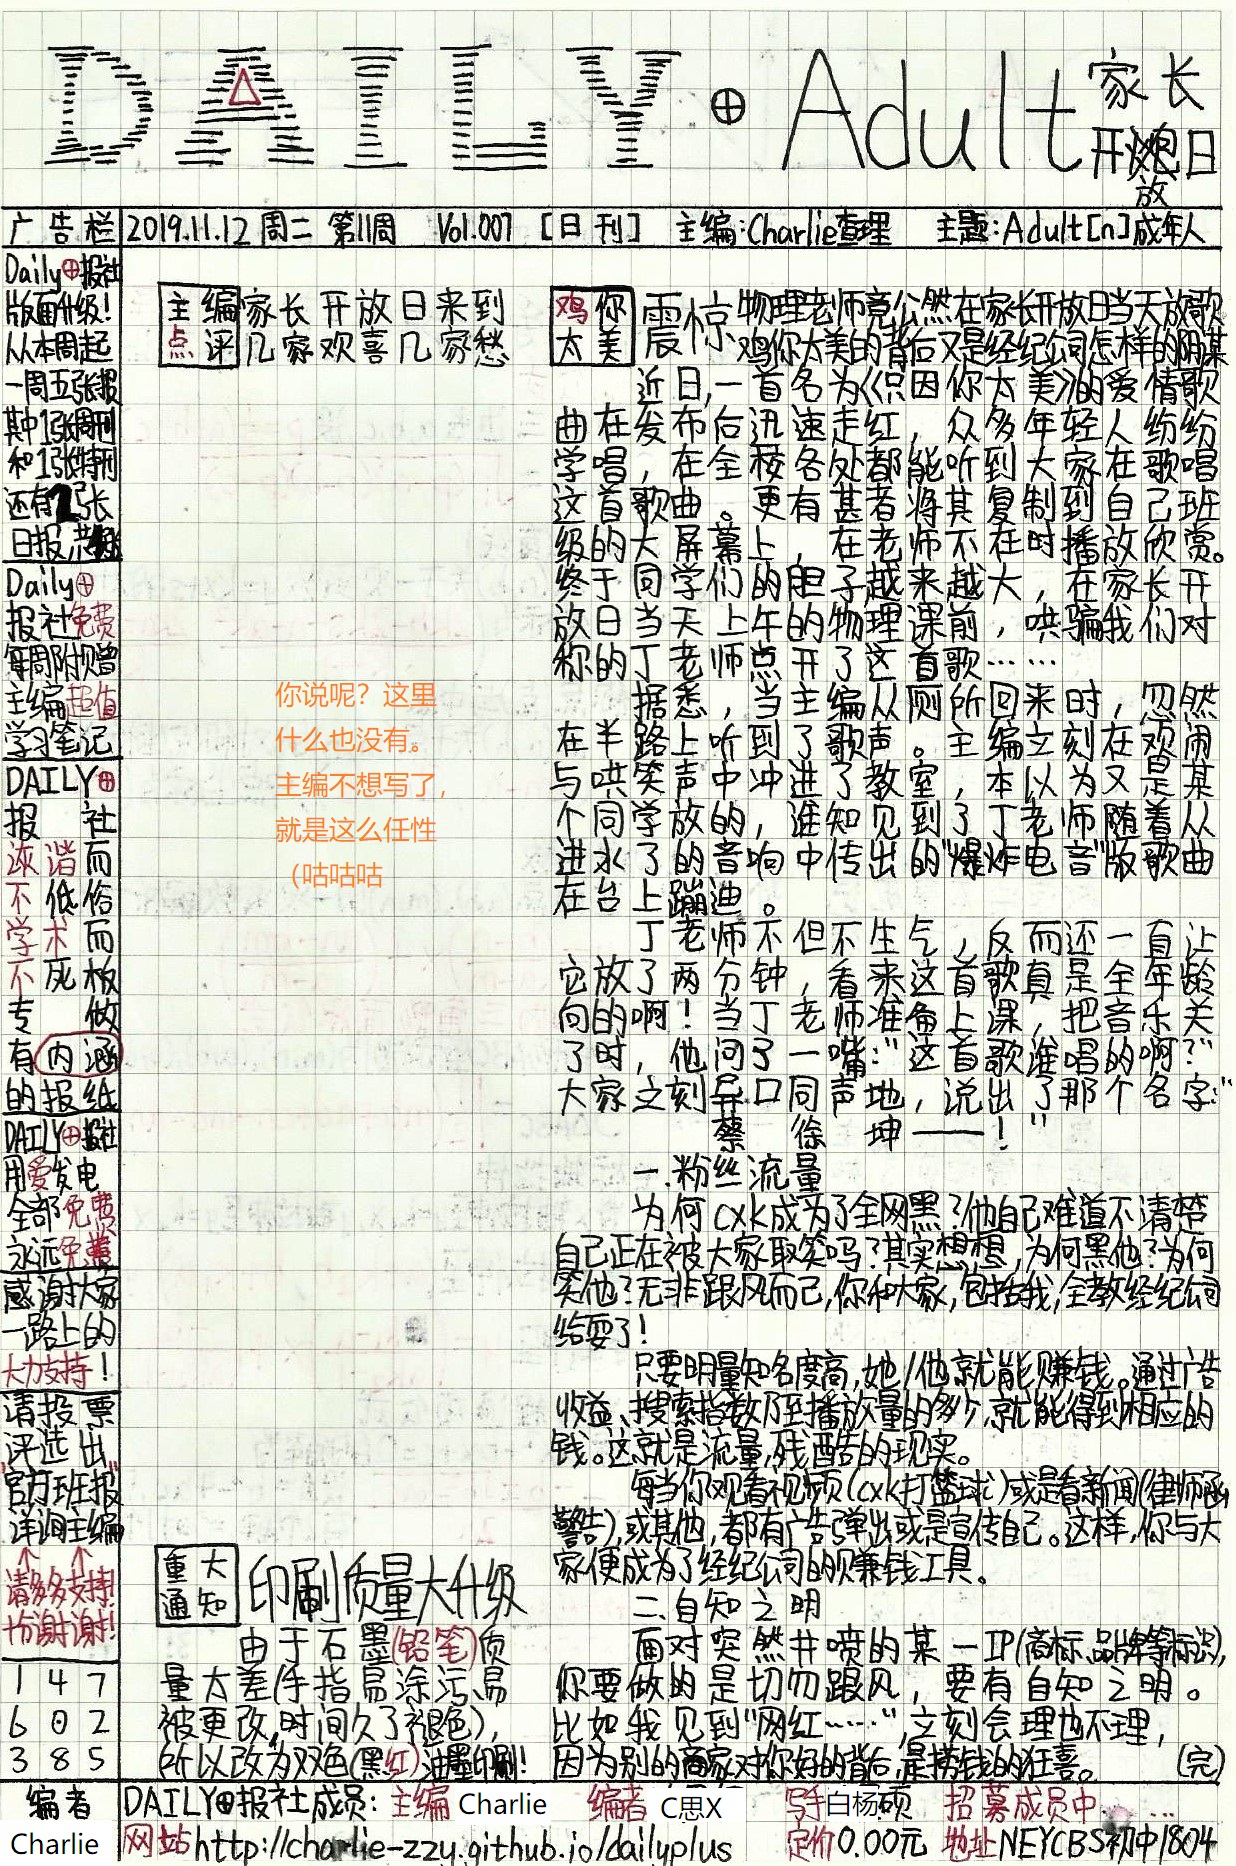 DAILY⊕·Adult 家长
开放日
放
广告栏 2019.11.12 周二 第11周 Vol.007 [日刊] 主编:Charlie查理 主题:Adult[n]成年人
Daily⊕报社
版面升级!
从本周起
一周五张报
其中1张周刊
和1张特刊
还有2张
日报
Daily⊕
报社免费
每周附赠
主编超值
学习笔记
DAILY⊕
报社
诙谐而
不低俗
学术而
不死板
专做
有内涵
的报纸
DAILY⊕报社
用爱发电
全部免费
永远免费
感谢大家
一路上的
大力支持!
请投票
评选出
"官方班报"
详询主编
↑ ↑
请多多支持!
十分谢谢!
1 4 7
6 0 2
3 8 5
主编点评
家长开放日来到
几家欢喜几家愁
你说呢?这里
什么也没有。
主编不想写了,
就是这么任性
(咕咕咕
重大通知
印刷质量大升级
由于石墨(铅笔)质
量太差(手指易涂污、易
被更改,时间久了褪色),
所以改为双色(黑红)油墨印刷!
鸡你太美
震惊
物理老师竟公然在家长开放日当天放歌
鸡你太美的背后又是经纪公司怎样的阴谋
近日,一首名为《只因你太美》的爱情歌
曲在发布后迅速走红,众多年轻人纷纷
学唱,在全校各处都能听到大家在歌唱
这首歌曲。更有甚者将其复制到自己班
级的大屏幕上,在老师不在时播放欣赏。
终于同学们的胆子越来越大,在家长开
放日当天上午的物理课前,哄骗我们对
称的丁老师点开了这首歌……
据悉,当主编从厕所回来时,忽然
在半路上听到了歌声。主编立刻在欢闹
与哄笑声中冲进了教室,本以为又是某
个同学放的,谁知见到了丁老师随着从
进水了的音响中传出的"爆炸电音"版歌曲
在台上蹦迪。
丁老师不但不生气,反而还一直让
它放了两分钟,看来这首歌真是全年龄
向的啊!当丁老师准备上课,把音乐关
了时,他问了一嘴:"这首歌谁唱的啊?"
大家立刻异口同声地,说出了那个名字:"
蔡徐坤——!"
一.粉丝流量
为何cxk成为了全网黑?他自己难道不清楚
自己正在被大家取笑吗?其实想想,为何黑他?为何
笑他?无非跟风而已,你和大家,包括我,全教经纪公司
给耍了!
只要明量知名度高,她/他就能赚钱。通过广告
收益、搜索指数乃至播放量的多少,就能得到相应的
钱。这就是流量,残酷的现实。
每当你观看视频(cxk打篮球)或是看新闻(律师函
警告),或其他,都有广告弹出或是宣传自己。这样,你与大
家便成为了经纪公司的赚钱工具。
二.自知之明
面对突然井喷的某一IP(商标、品牌等标识),
你要做的是切勿跟风,要有自知之明。
比如我见到"网红……",立刻会理也不理,
因为别的商家对你好的背后,是捞钱的狂喜。 (完)
编者
Charlie
DAILY⊕报社成员: 主编 Charlie 编者 C思X 写手白杨硕 招募成员中……
网站http://charlie-zzy.github.io/dailyplus 定价0.00元 地址NEYCBS初中1804